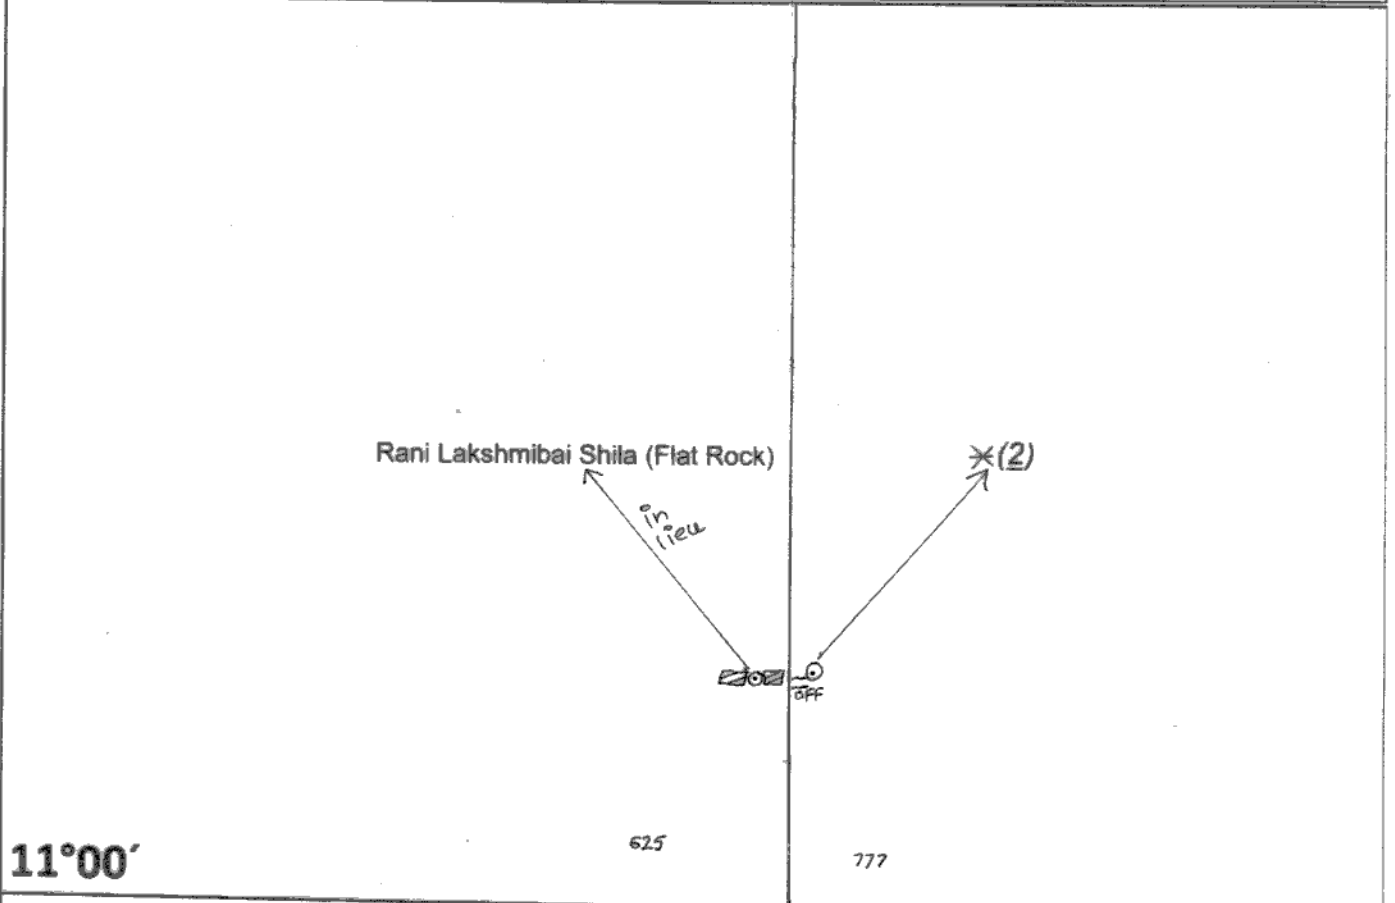 Rani Lakshmibai Shila (Flat Rock)
(2)
in
lieu
OFF
625
777
11°00′